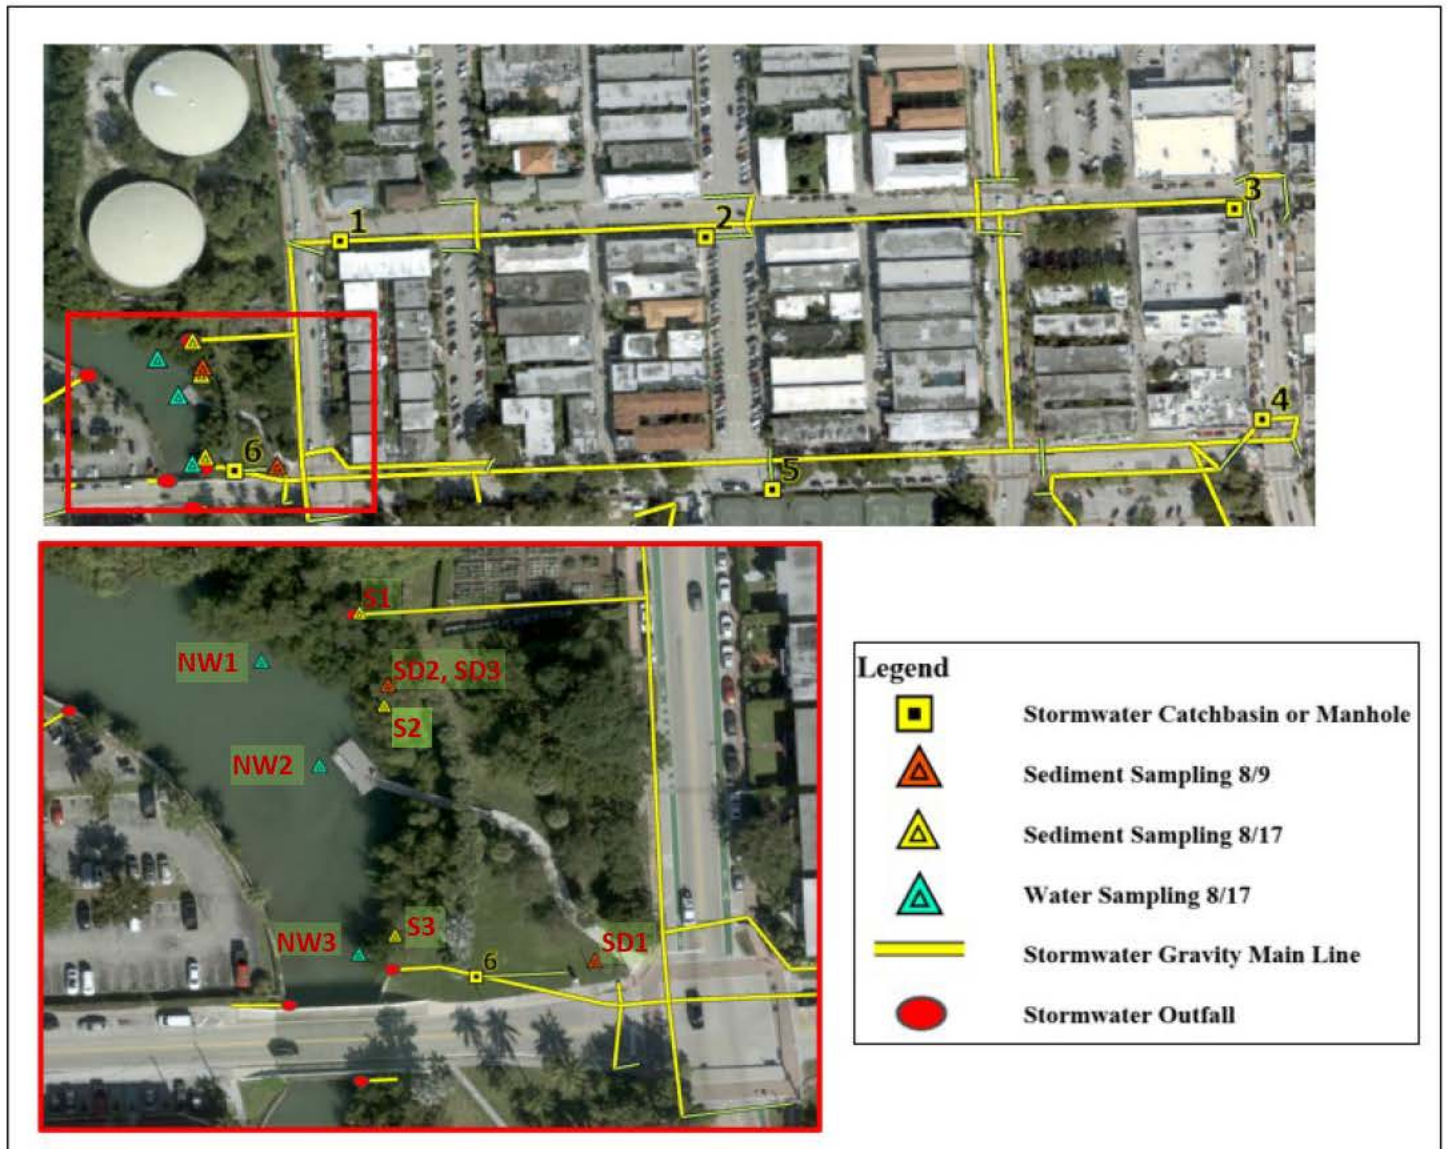 1
2
3
4
5
6
S1
NW1
SD2, SD3
S2
NW2
S3
NW3
SD1
6
Legend
Stormwater Catchbasin or Manhole
Sediment Sampling 8/9
Sediment Sampling 8/17
Water Sampling 8/17
Stormwater Gravity Main Line
Stormwater Outfall